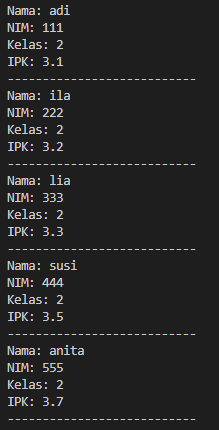 Nama: adi
NIM: 111
Kelas: 2
IPK: 3.1
---------------------------
Nama: ila
NIM: 222
Kelas: 2
IPK: 3.2
---------------------------
Nama: lia
NIM: 333
Kelas: 2
IPK: 3.3
---------------------------
Nama: susi
NIM: 444
Kelas: 2
IPK: 3.5
---------------------------
Nama: anita
NIM: 555
Kelas: 2
IPK: 3.7
---------------------------